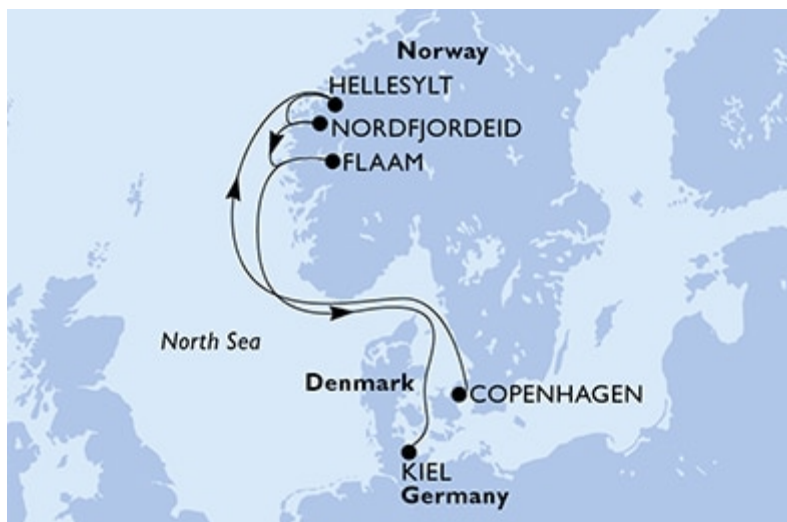 Norway
HELLESYLT
NORDFJORDEID
FLAAM
North Sea
Denmark
COPENHAGEN
KIEL
Germany